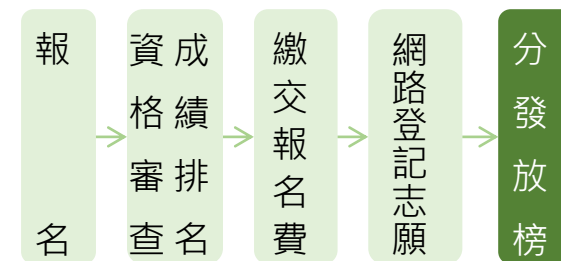 報名
資格審查
成績排名
繳交報名費
網路登記志願
分發放榜